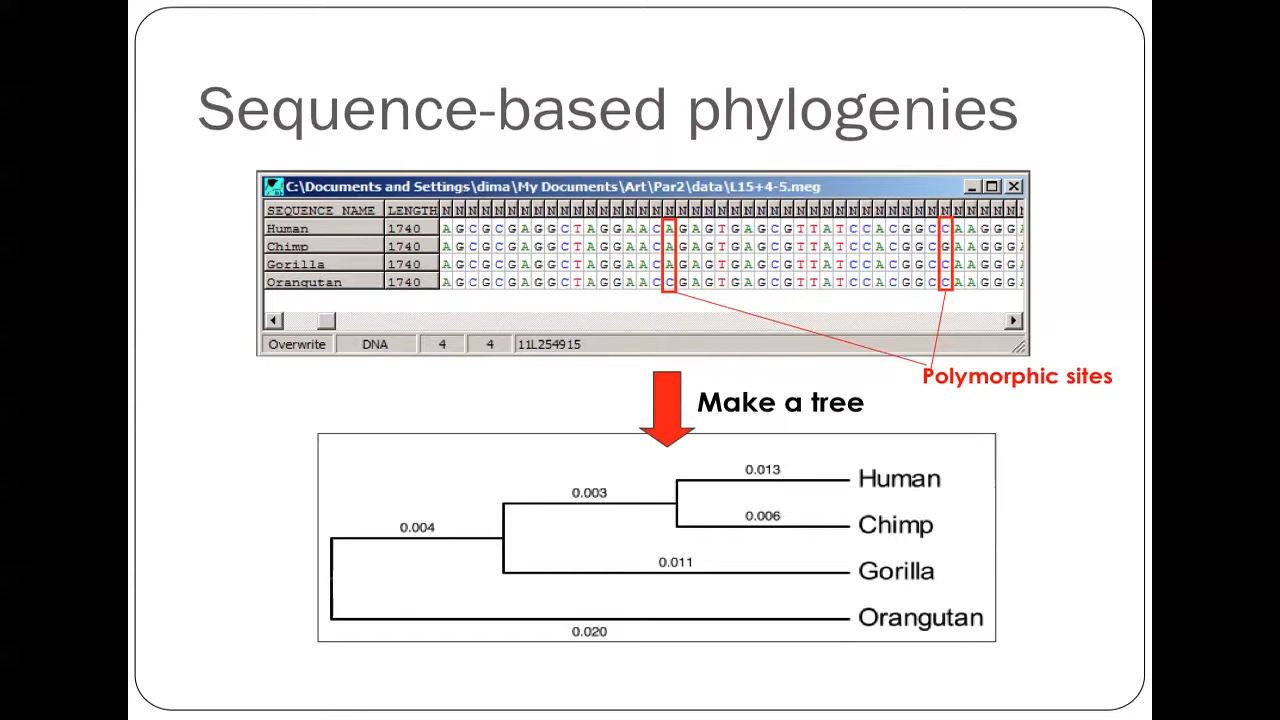 Sequence-based phylogenies
C:\Documents and Settings\dima\My Documents\Art\Par2\data\L15+4-5.meg
SEQUENCE NAME LENGTH N N N N N N N N N N N N N N N N N N N N N N N N N N N N N N N N N N N N N N N N N N N N
Human 1740 A G C G C G A G G C T A G G A A C A G A G T G A G C G T T A T C C A C G G C C A A G G G A
Chimp 1740 A G C G C G A G G C T A G G A A C A G A G T G A G C G T T A T C C A C G G C G A A G G G A
Gorilla 1740 A G C G C G A G G C T A G G A A C A G A G T G A G C G T T A T C C A C G G C C A A G G G A
Orangutan 1740 A G C G C G A G G C T A G G A A C C G A G T G A G C G T T A T C C A C G G C C A A G G G A
Overwrite DNA 4 4 11L254915
Polymorphic sites
Make a tree
0.013 Human
0.003
0.006 Chimp
0.004
0.011 Gorilla
0.020 Orangutan